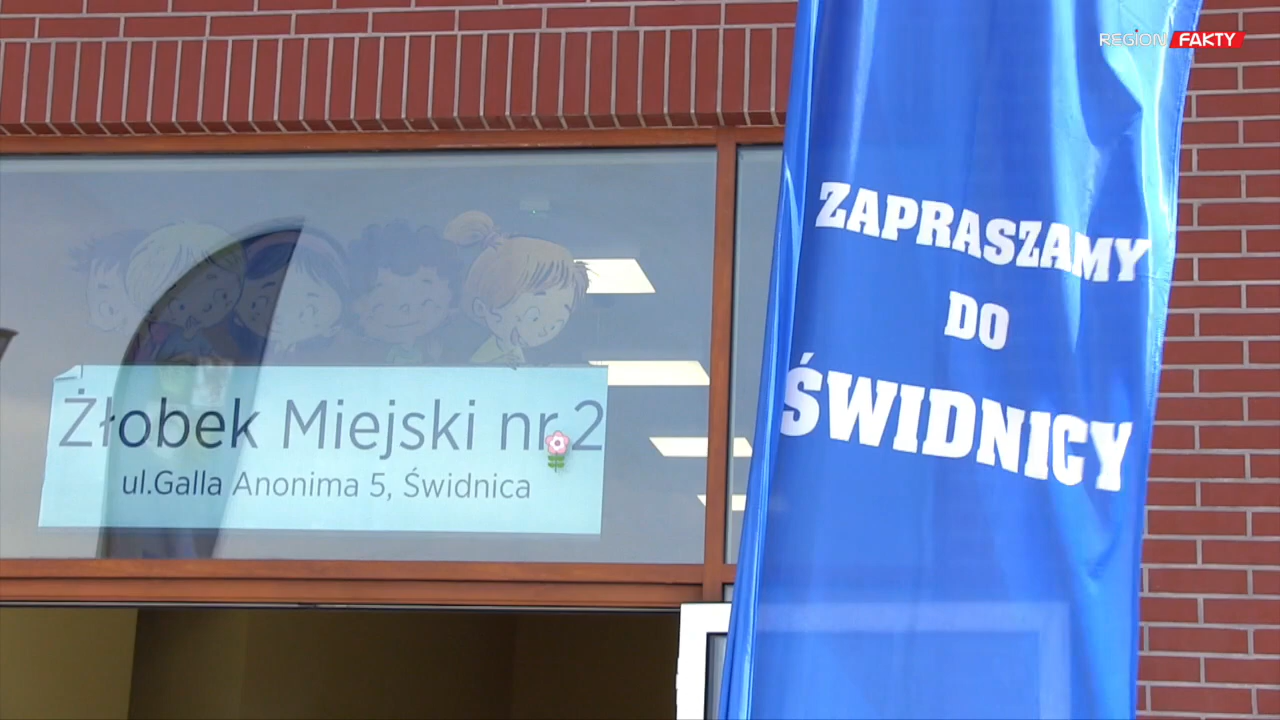 REGION FAKTY
ZAPRASZAMY
DO
ŚWIDNICY
Żłobek Miejski nr 2
ul.Galla Anonima 5, Świdnica